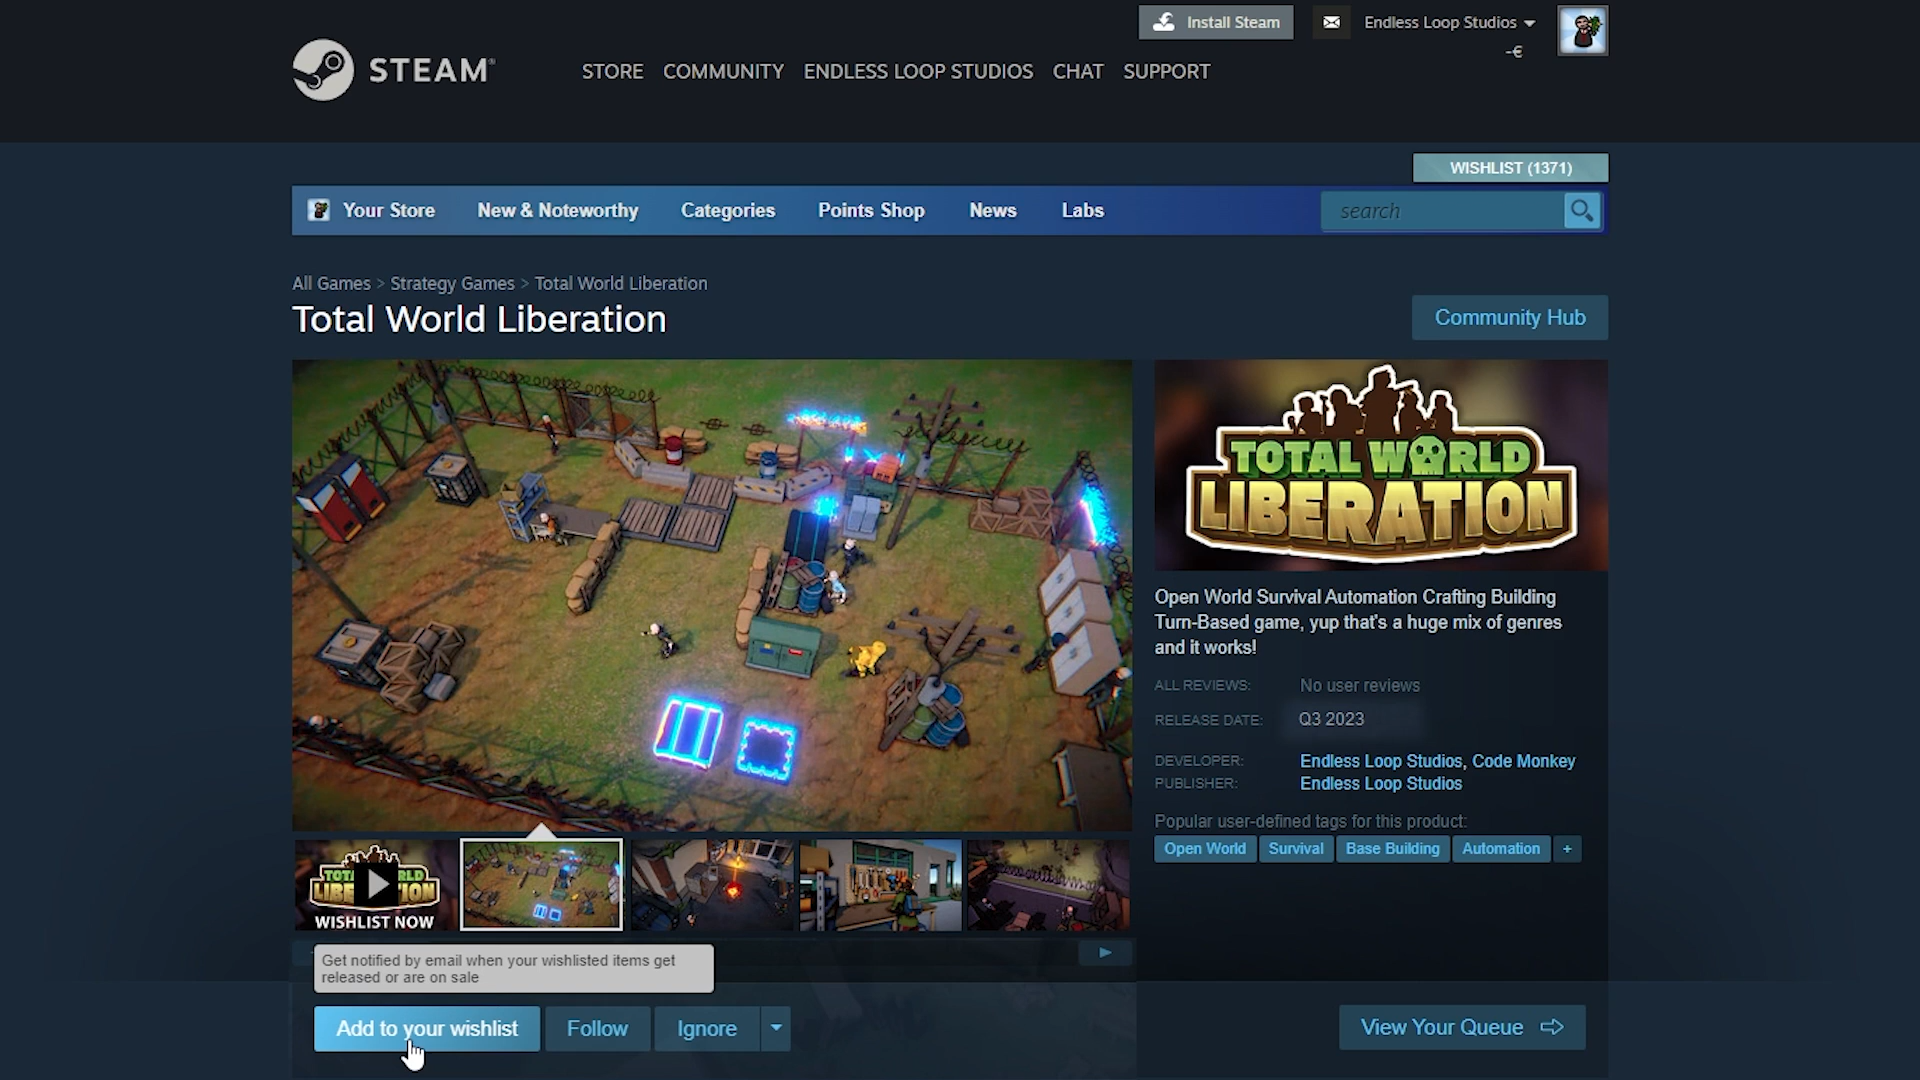 Install Steam
Endless Loop Studios
-€
STEAM®
STORE COMMUNITY ENDLESS LOOP STUDIOS CHAT SUPPORT
WISHLIST (1371)
Your Store New & Noteworthy Categories Points Shop News Labs search
All Games > Strategy Games > Total World Liberation
Total World Liberation
Community Hub
TOTAL WORLD
LIBERATION
Open World Survival Automation Crafting Building
Turn-Based game, yup that's a huge mix of genres
and it works!
ALL REVIEWS: No user reviews
RELEASE DATE: Q3 2023
DEVELOPER: Endless Loop Studios, Code Monkey
PUBLISHER: Endless Loop Studios
Popular user-defined tags for this product:
Open World Survival Base Building Automation +
WISHLIST NOW
Get notified by email when your wishlisted items get
released or are on sale
Add to your wishlist Follow Ignore
View Your Queue